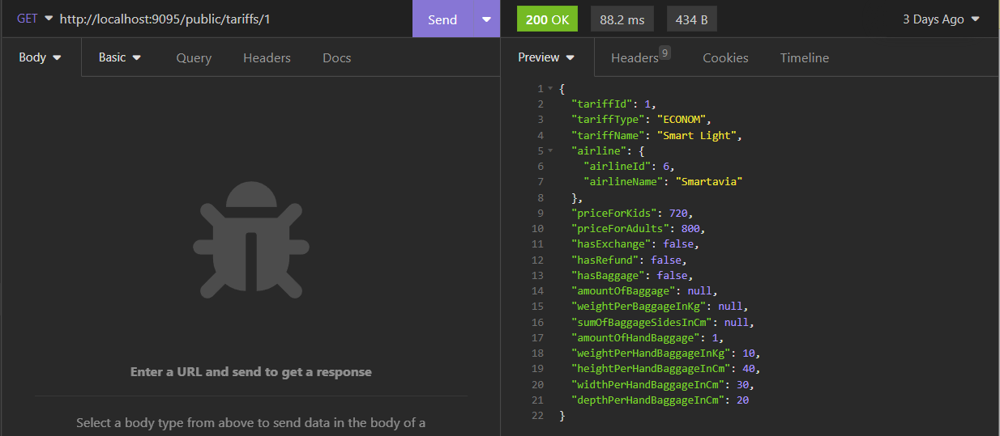 GET http://localhost:9095/public/tariffs/1 Send 200 OK 88.2 ms 434 B 3 Days Ago
Body Basic Query Headers Docs Preview Headers 9 Cookies Timeline
Enter a URL and send to get a response
Select a body type from above to send data in the body of a
1 {
2 "tariffId": 1,
3 "tariffType": "ECONOM",
4 "tariffName": "Smart Light",
5 "airline": {
6 "airlineId": 6,
7 "airlineName": "Smartavia"
8 },
9 "priceForKids": 720,
10 "priceForAdults": 800,
11 "hasExchange": false,
12 "hasRefund": false,
13 "hasBaggage": false,
14 "amountOfBaggage": null,
15 "weightPerBaggageInKg": null,
16 "sumOfBaggageSidesInCm": null,
17 "amountOfHandBaggage": 1,
18 "weightPerHandBaggageInKg": 10,
19 "heightPerHandBaggageInCm": 40,
20 "widthPerHandBaggageInCm": 30,
21 "depthPerHandBaggageInCm": 20
22 }